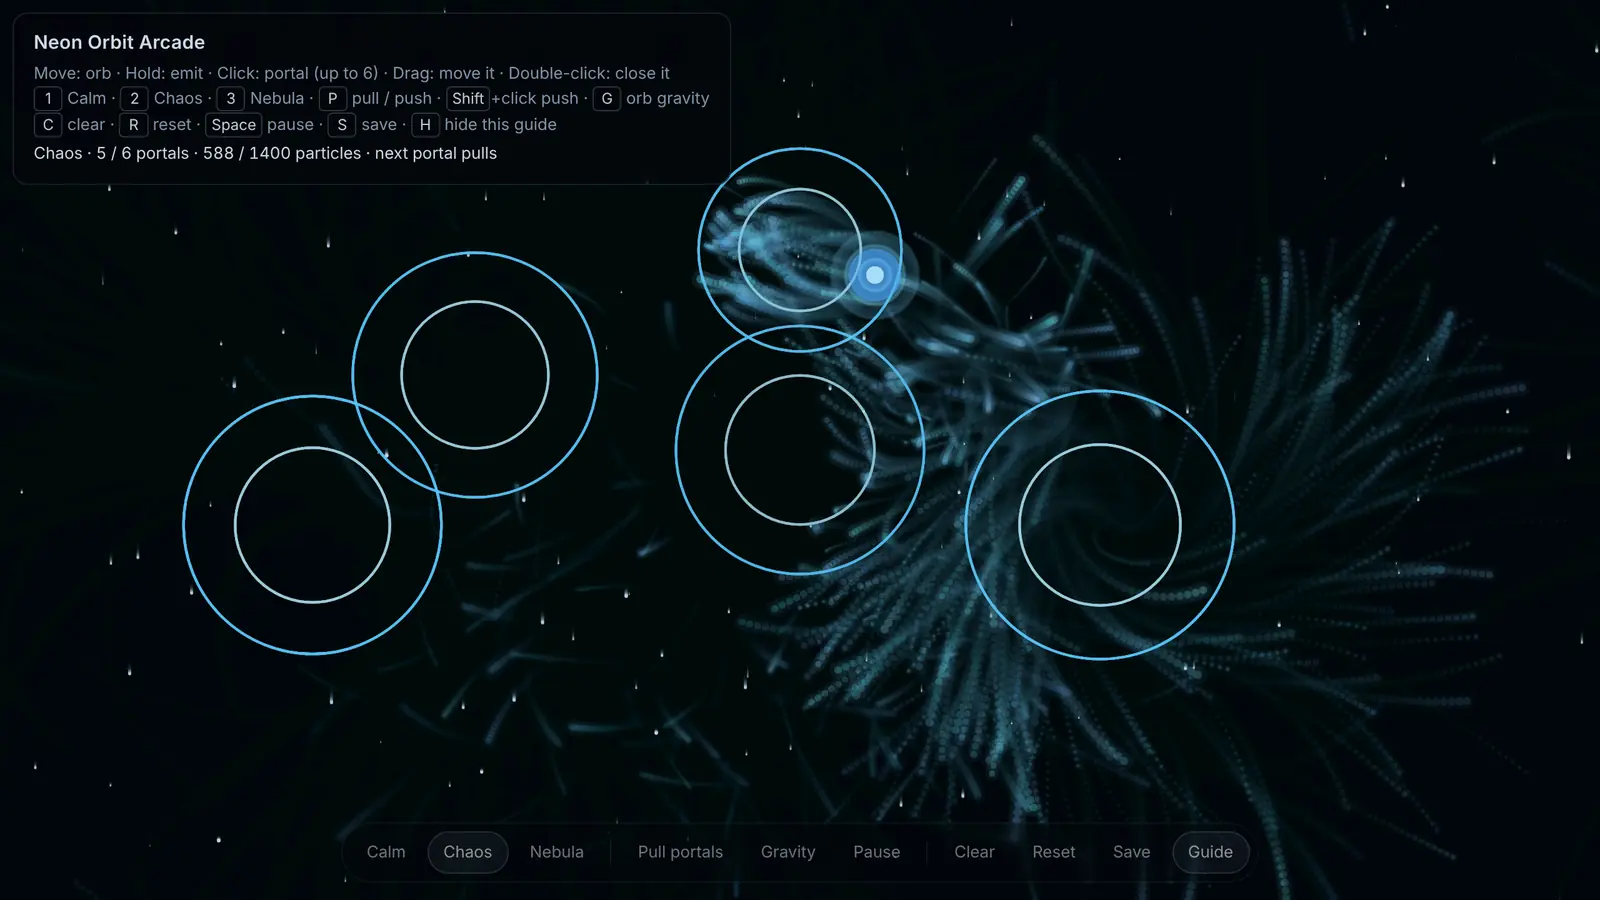 Neon Orbit Arcade
Move: orb · Hold: emit · Click: portal (up to 6) · Drag: move it · Double-click: close it
1 Calm · 2 Chaos · 3 Nebula · P pull / push · Shift +click push · G orb gravity
C clear · R reset · Space pause · S save · H hide this guide
Chaos · 5 / 6 portals · 588 / 1400 particles · next portal pulls
Calm Chaos Nebula Pull portals Gravity Pause Clear Reset Save Guide